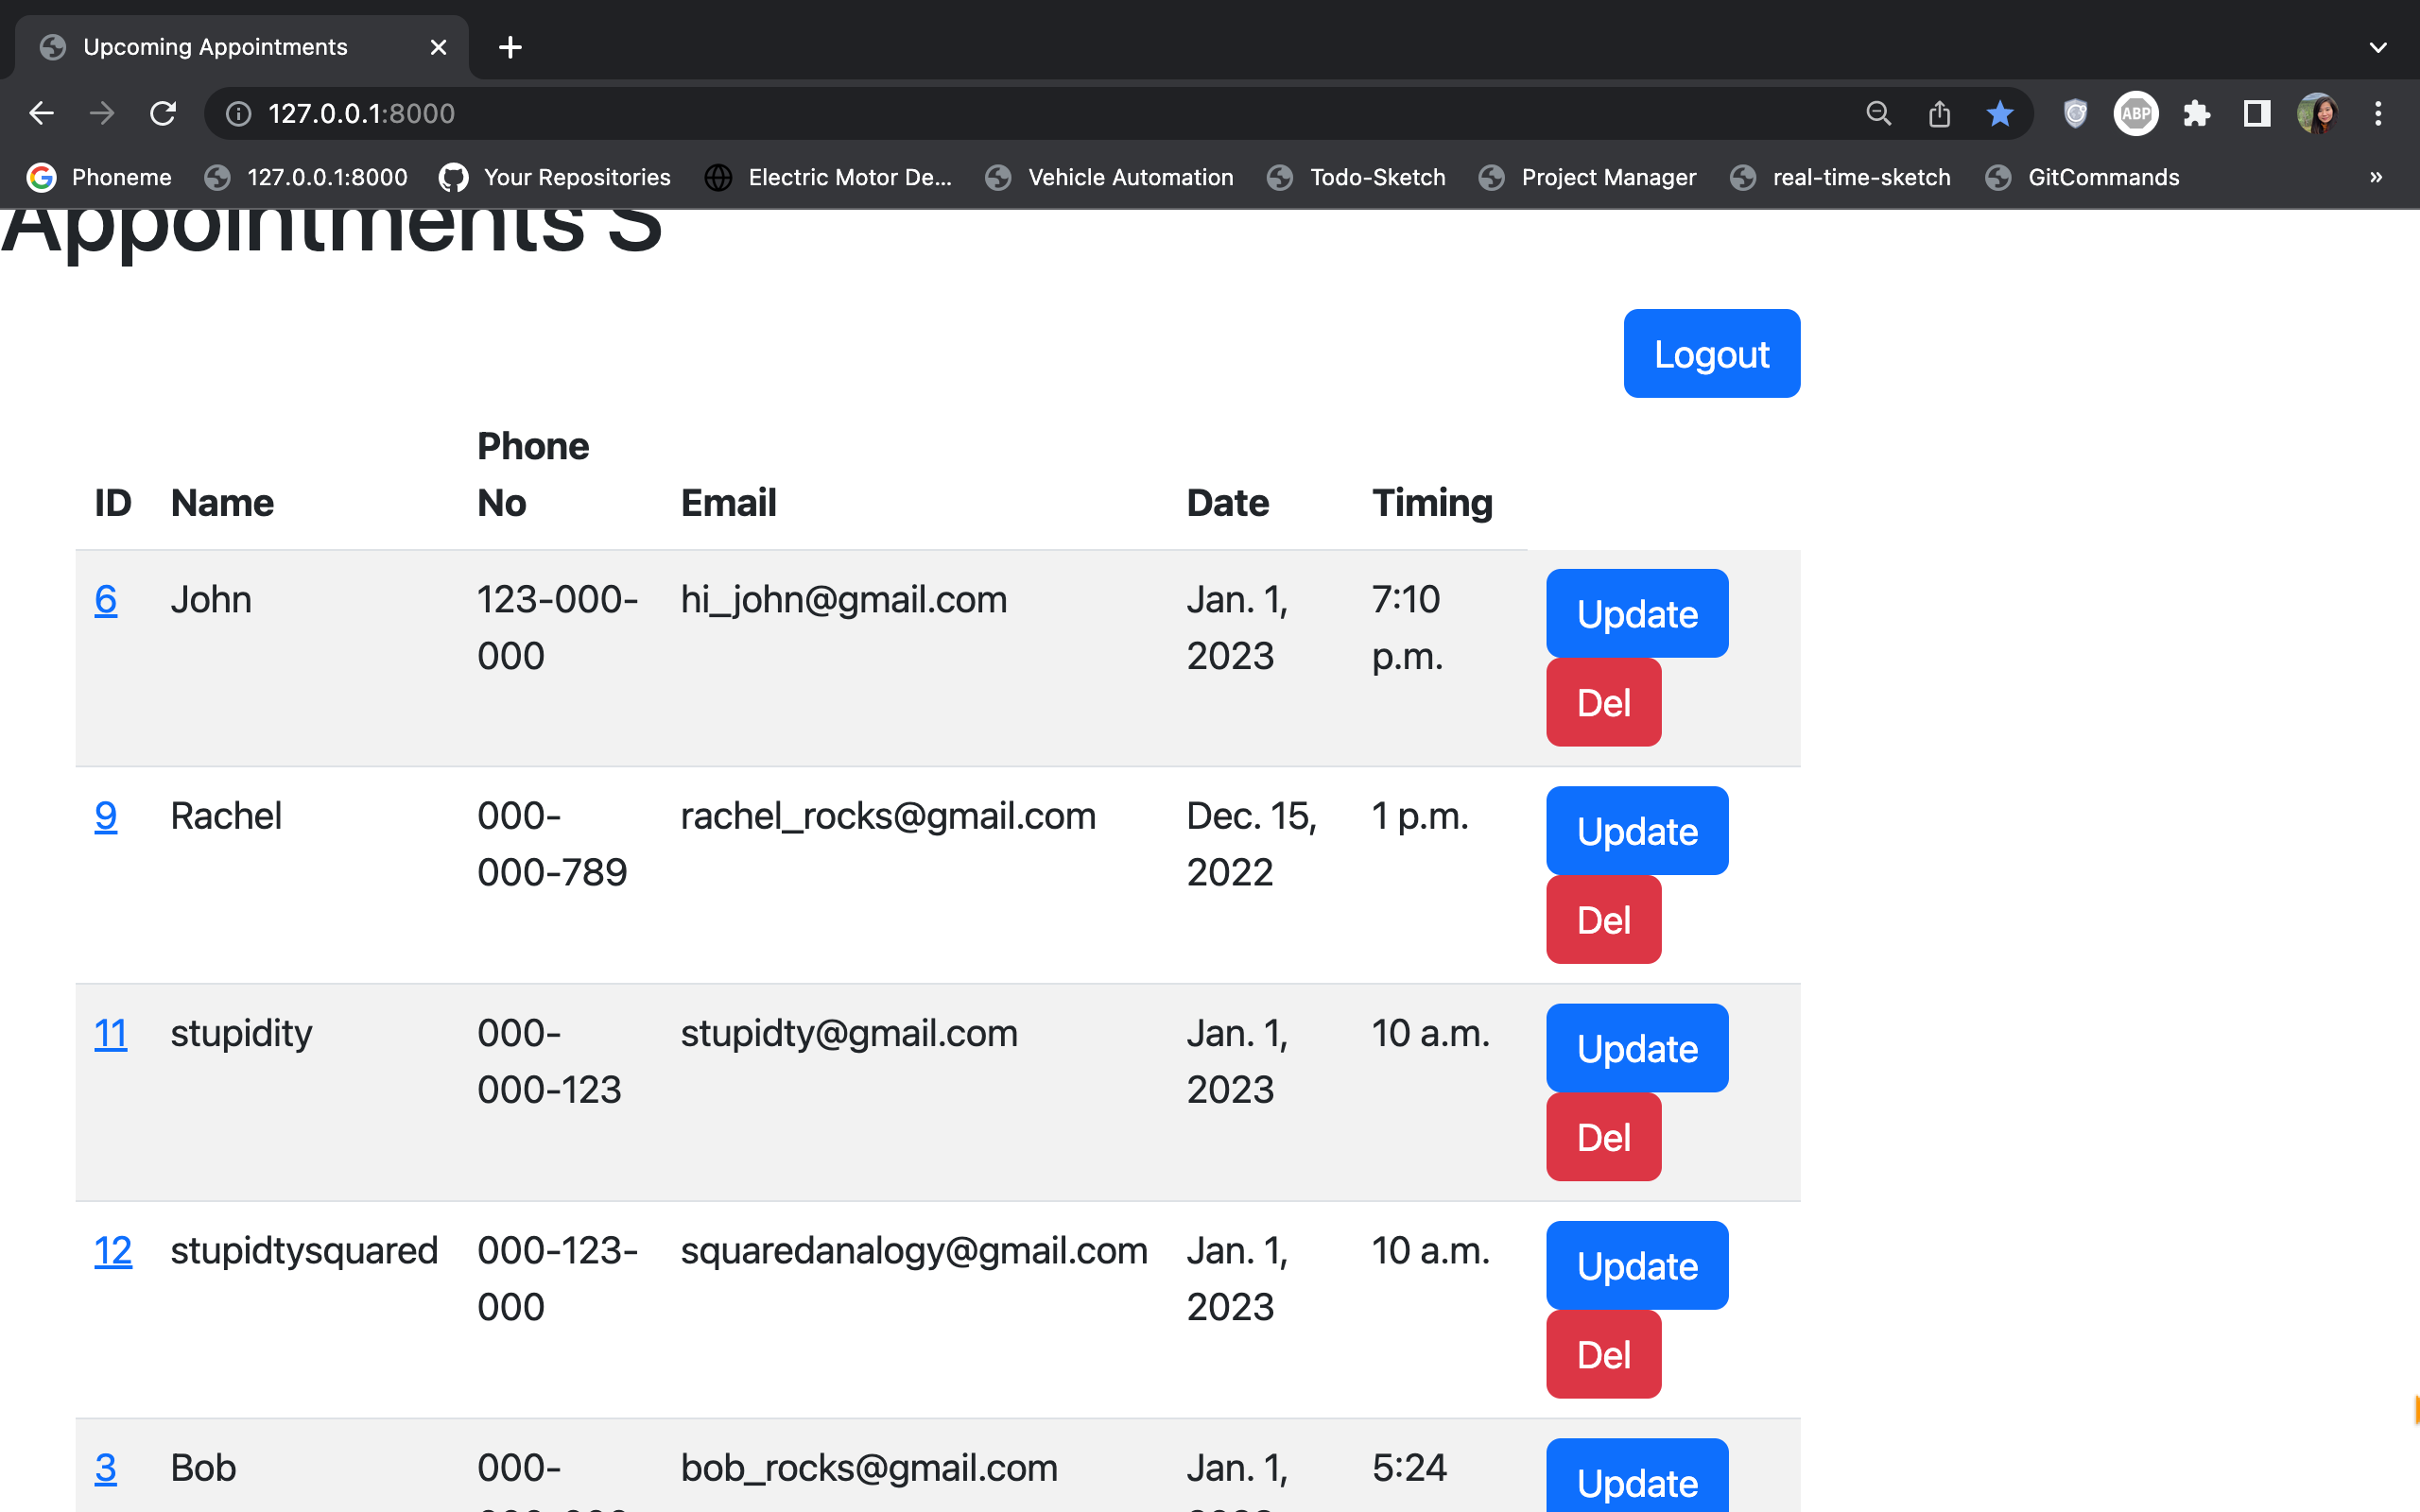 Upcoming Appointments
127.0.0.1:8000
ABP
Phoneme 127.0.0.1:8000 Your Repositories Electric Motor De... Vehicle Automation Todo-Sketch Project Manager real-time-sketch GitCommands »
Appointments S
Logout
Phone
ID Name No Email Date Timing
6 John 123-000- hi_john@gmail.com Jan. 1, 7:10 Update
000 2023 p.m.
Del
9 Rachel 000- rachel_rocks@gmail.com Dec. 15, 1 p.m. Update
000-789 2022
Del
11 stupidity 000- stupidty@gmail.com Jan. 1, 10 a.m. Update
000-123 2023
Del
12 stupidtysquared 000-123- squaredanalogy@gmail.com Jan. 1, 10 a.m. Update
000 2023
Del
3 Bob 000- bob_rocks@gmail.com Jan. 1, 5:24 Update